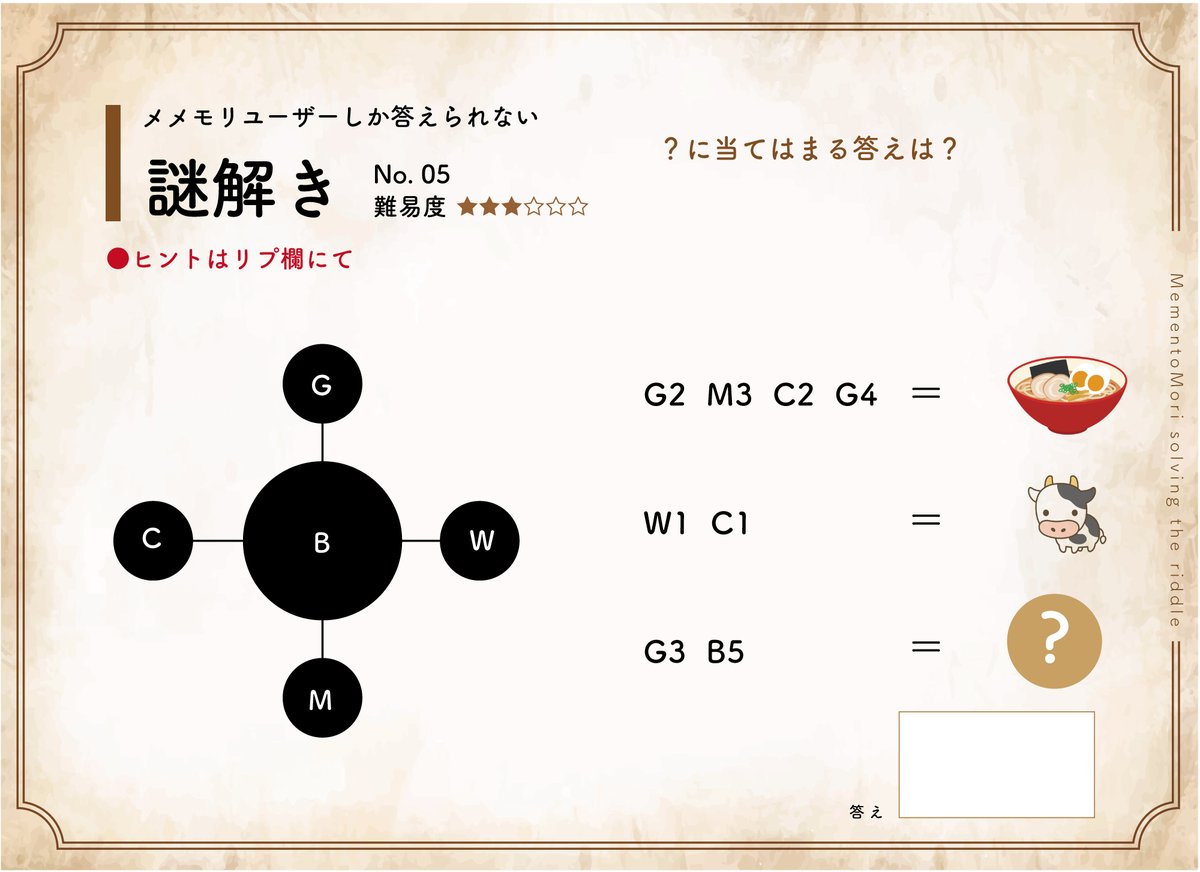 メメモリユーザーしか答えられない
謎解き
No. 05
難易度 ★★★☆☆☆
●ヒントはリプ欄にて
?に当てはまる答えは?
G
C
B
W
M
G2 M3 C2 G4 =
W1 C1 =
G3 B5 =
?
答え
MementoMori solving the riddle